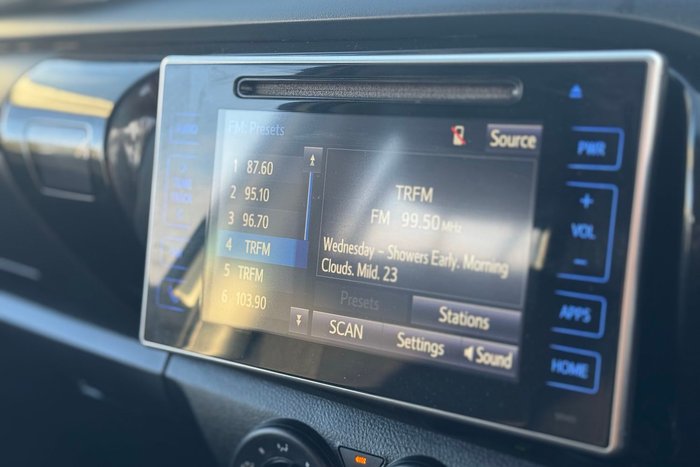 FM: Presets
Source
1 87.60
2 95.10
3 96.70
4 TRFM
5 TRFM
6 103.90
TRFM
FM 99.50 MHz
Wednesday - Showers Early. Morning
Clouds. Mild. 23
Presets
Stations
SCAN
Settings
Sound
PWR
+
VOL
-
APPS
HOME